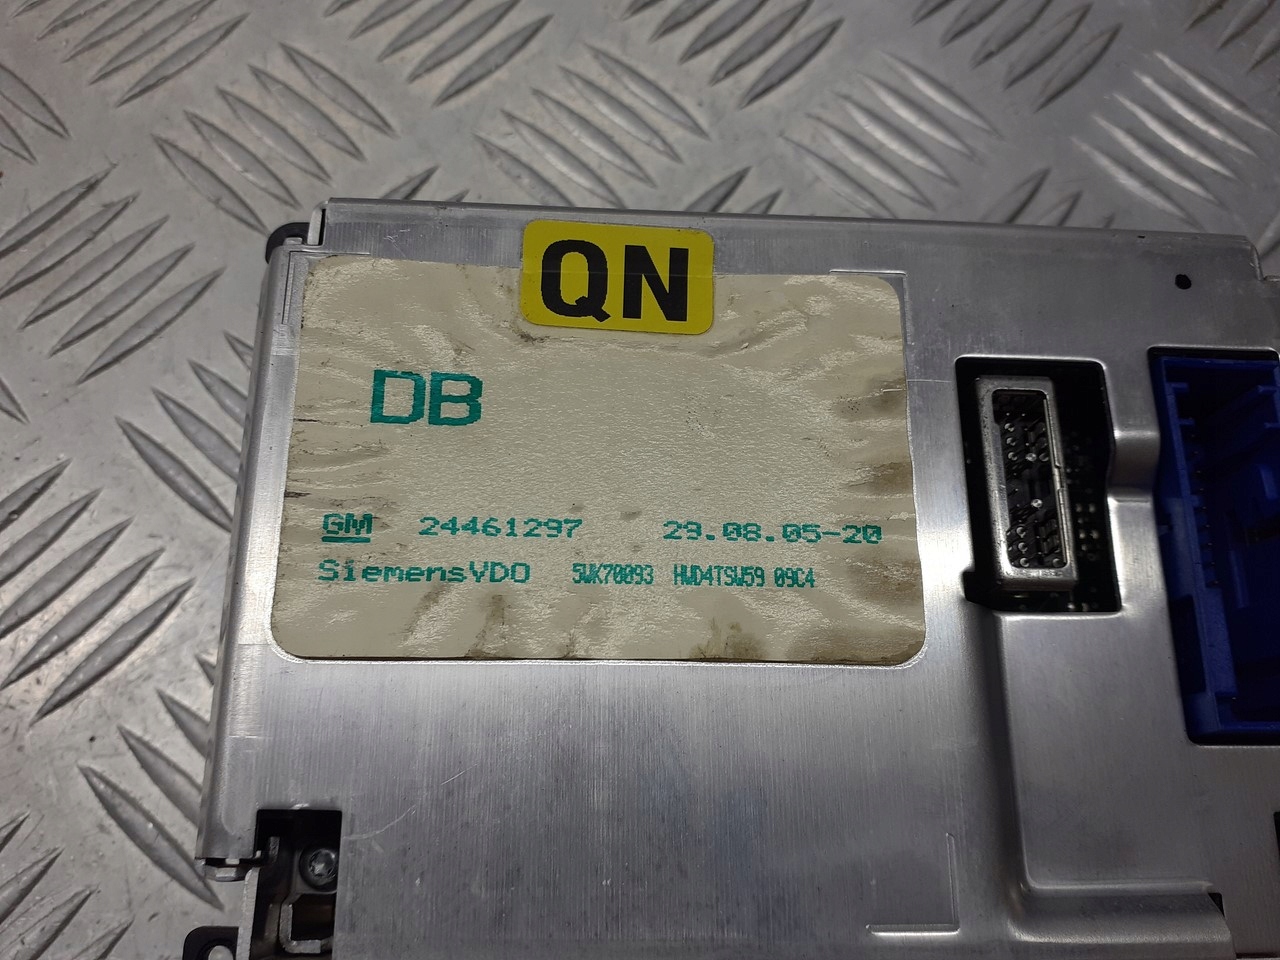 QN
DB
GM 24461297 29.08.05-20
SiemensVDO 5WK70093 HWD4TSW59 09C4